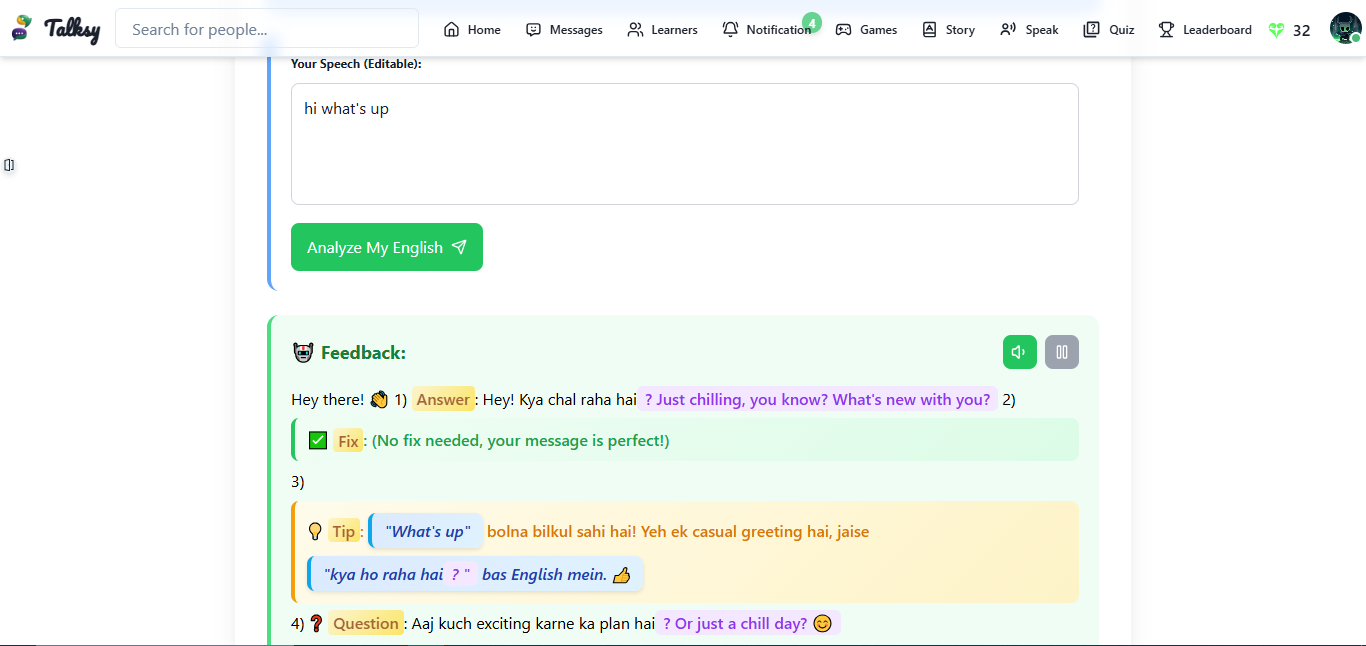 Talksy
Search for people...
Home
Messages
Learners
Notification
4
Games
Story
Speak
Quiz
Leaderboard
32
Your Speech (Editable):
hi what's up
Analyze My English
Feedback:
Hey there! 👋 1) Answer: Hey! Kya chal raha hai ? Just chilling, you know? What's new with you? 2)
✅ Fix: (No fix needed, your message is perfect!)
3)
💡 Tip: "What's up" bolna bilkul sahi hai! Yeh ek casual greeting hai, jaise
"kya ho raha hai ? " bas English mein. 👍
4) ❓ Question: Aaj kuch exciting karne ka plan hai ? Or just a chill day? 😊